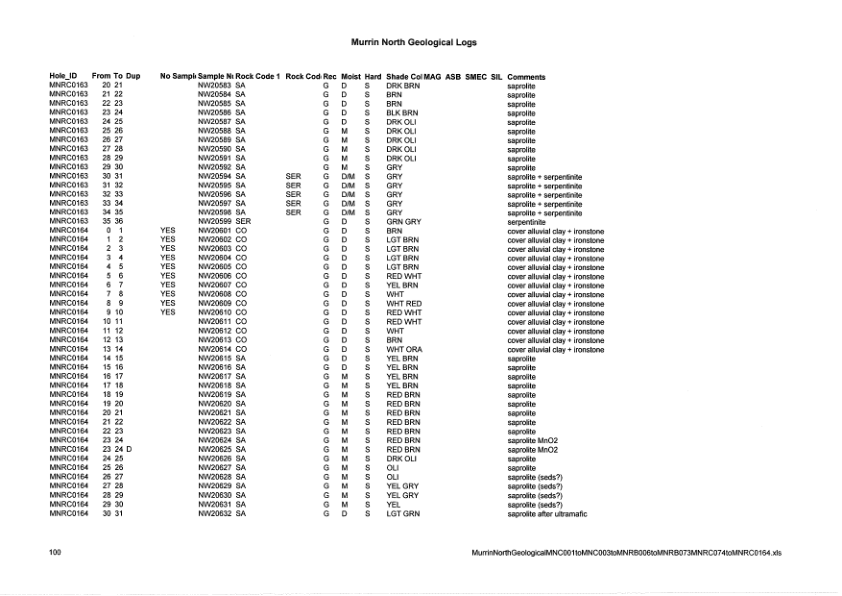 Murrin North Geological Logs
Hole_ID From To Dup No Sampl Sample Nu Rock Code 1 Rock Cod Rec Moist Hard Shade Col MAG ASB SMEC SIL Comments
MNRC0163 20 21 NW20583 SA G D S DRK BRN saprolite
MNRC0163 21 22 NW20584 SA G D S BRN saprolite
MNRC0163 22 23 NW20585 SA G D S BRN saprolite
MNRC0163 23 24 NW20586 SA G D S BLK BRN saprolite
MNRC0163 24 25 NW20587 SA G D S DRK OLI saprolite
MNRC0163 25 26 NW20588 SA G M S DRK OLI saprolite
MNRC0163 26 27 NW20589 SA G M S DRK OLI saprolite
MNRC0163 27 28 NW20590 SA G M S DRK OLI saprolite
MNRC0163 28 29 NW20591 SA G M S DRK OLI saprolite
MNRC0163 29 30 NW20592 SA G M S GRY saprolite
MNRC0163 30 31 NW20594 SA SER G D/M S GRY saprolite + serpentinite
MNRC0163 31 32 NW20595 SA SER G D/M S GRY saprolite + serpentinite
MNRC0163 32 33 NW20596 SA SER G D/M S GRY saprolite + serpentinite
MNRC0163 33 34 NW20597 SA SER G D/M S GRY saprolite + serpentinite
MNRC0163 34 35 NW20598 SA SER G D/M S GRY saprolite + serpentinite
MNRC0163 35 36 NW20599 SER G D S GRN GRY serpentinite
MNRC0164 0 1 YES NW20601 CO G D S BRN cover alluvial clay + ironstone
MNRC0164 1 2 YES NW20602 CO G D S LGT BRN cover alluvial clay + ironstone
MNRC0164 2 3 YES NW20603 CO G D S LGT BRN cover alluvial clay + ironstone
MNRC0164 3 4 YES NW20604 CO G D S LGT BRN cover alluvial clay + ironstone
MNRC0164 4 5 YES NW20605 CO G D S LGT BRN cover alluvial clay + ironstone
MNRC0164 5 6 YES NW20606 CO G D S RED WHT cover alluvial clay + ironstone
MNRC0164 6 7 YES NW20607 CO G D S YEL BRN cover alluvial clay + ironstone
MNRC0164 7 8 YES NW20608 CO G D S WHT cover alluvial clay + ironstone
MNRC0164 8 9 YES NW20609 CO G D S WHT RED cover alluvial clay + ironstone
MNRC0164 9 10 YES NW20610 CO G D S RED WHT cover alluvial clay + ironstone
MNRC0164 10 11 NW20611 CO G D S RED WHT cover alluvial clay + ironstone
MNRC0164 11 12 NW20612 CO G D S WHT cover alluvial clay + ironstone
MNRC0164 12 13 NW20613 CO G D S BRN cover alluvial clay + ironstone
MNRC0164 13 14 NW20614 CO G D S WHT ORA cover alluvial clay + ironstone
MNRC0164 14 15 NW20615 SA G D S YEL BRN saprolite
MNRC0164 15 16 NW20616 SA G D S YEL BRN saprolite
MNRC0164 16 17 NW20617 SA G M S YEL BRN saprolite
MNRC0164 17 18 NW20618 SA G M S YEL BRN saprolite
MNRC0164 18 19 NW20619 SA G M S RED BRN saprolite
MNRC0164 19 20 NW20620 SA G M S RED BRN saprolite
MNRC0164 20 21 NW20621 SA G M S RED BRN saprolite
MNRC0164 21 22 NW20622 SA G M S RED BRN saprolite
MNRC0164 22 23 NW20623 SA G M S RED BRN saprolite
MNRC0164 23 24 NW20624 SA G M S RED BRN saprolite MnO2
MNRC0164 23 24 D NW20625 SA G M S RED BRN saprolite MnO2
MNRC0164 24 25 NW20626 SA G M S DRK OLI saprolite
MNRC0164 25 26 NW20627 SA G M S OLI saprolite
MNRC0164 26 27 NW20628 SA G M S OLI saprolite (seds?)
MNRC0164 27 28 NW20629 SA G M S YEL GRY saprolite (seds?)
MNRC0164 28 29 NW20630 SA G M S YEL GRY saprolite (seds?)
MNRC0164 29 30 NW20631 SA G M S YEL saprolite (seds?)
MNRC0164 30 31 NW20632 SA G D S LGT GRN saprolite after ultramafic
100 MurrinNorthGeologicalMNC001toMNC003toMNRB006toMNRB073MNRC074toMNRC0164.xls